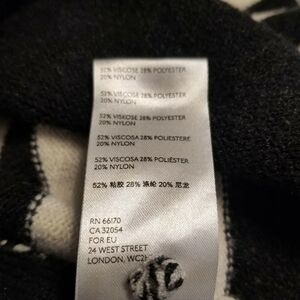 52% VISCOSE 28% POLYESTER
20% NYLON
52% VISCOSE 28% POLYESTER
20% NYLON
52% VISCOSE 28% POLYESTER
20% NYLON
52% VISCOSA 28% POLIESTERE
20% NYLON
52% VISCOSA 28% POLIÉSTER
20% NYLON
52% 粘胶 28% 涤纶 20% 尼龙
RN 66170
CA 32054
FOR EU
24 WEST STREET
LONDON,